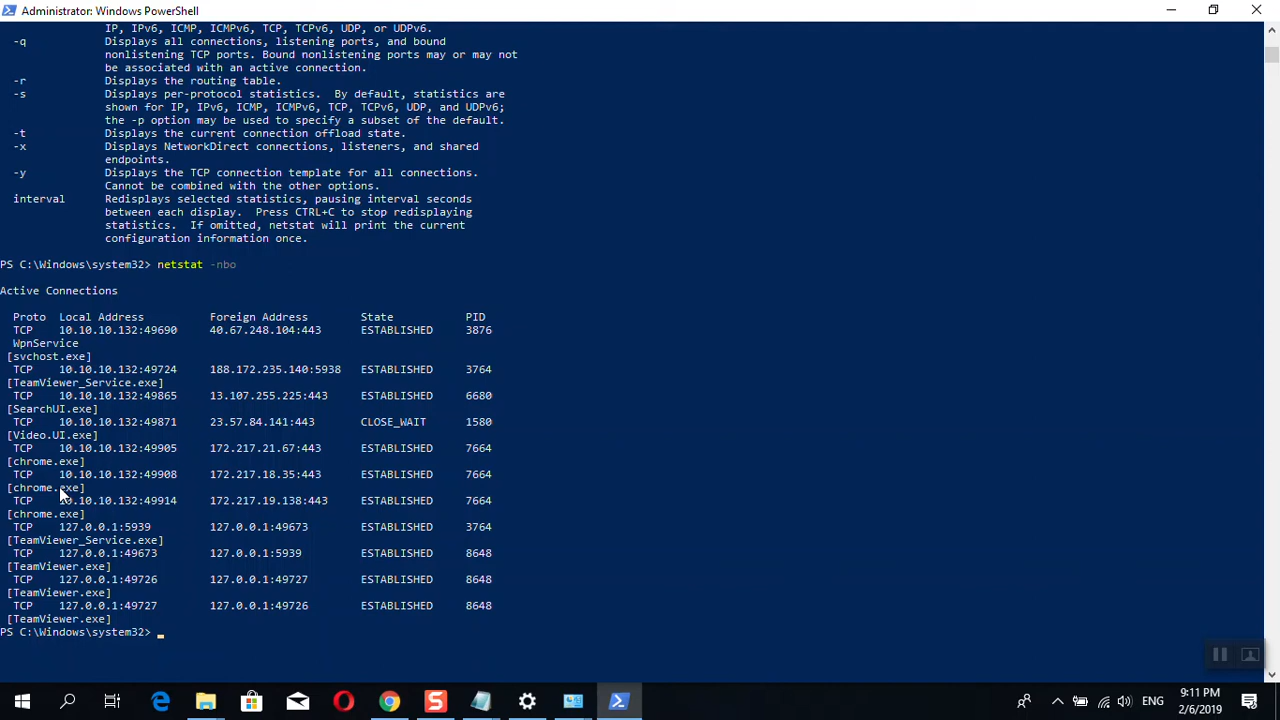 Administrator: Windows PowerShell
IP, IPv6, ICMP, ICMPv6, TCP, TCPv6, UDP, or UDPv6.
-q Displays all connections, listening ports, and bound
nonlistening TCP ports. Bound nonlistening ports may or may not
be associated with an active connection.
-r Displays the routing table.
-s Displays per-protocol statistics. By default, statistics are
shown for IP, IPv6, ICMP, ICMPv6, TCP, TCPv6, UDP, and UDPv6;
the -p option may be used to specify a subset of the default.
-t Displays the current connection offload state.
-x Displays NetworkDirect connections, listeners, and shared
endpoints.
-y Displays the TCP connection template for all connections.
Cannot be combined with the other options.
interval Redisplays selected statistics, pausing interval seconds
between each display. Press CTRL+C to stop redisplaying
statistics. If omitted, netstat will print the current
configuration information once.
PS C:\Windows\system32> netstat -nbo
Active Connections
Proto Local Address Foreign Address State PID
TCP 10.10.10.132:49690 40.67.248.104:443 ESTABLISHED 3876
WpnService
[svchost.exe]
TCP 10.10.10.132:49724 188.172.235.140:5938 ESTABLISHED 3764
[TeamViewer_Service.exe]
TCP 10.10.10.132:49865 13.107.255.225:443 ESTABLISHED 6680
[SearchUI.exe]
TCP 10.10.10.132:49871 23.57.84.141:443 CLOSE_WAIT 1580
[Video.UI.exe]
TCP 10.10.10.132:49905 172.217.21.67:443 ESTABLISHED 7664
[chrome.exe]
TCP 10.10.10.132:49908 172.217.18.35:443 ESTABLISHED 7664
[chrome.exe]
TCP 10.10.10.132:49914 172.217.19.138:443 ESTABLISHED 7664
[chrome.exe]
TCP 127.0.0.1:5939 127.0.0.1:49673 ESTABLISHED 3764
[TeamViewer_Service.exe]
TCP 127.0.0.1:49673 127.0.0.1:5939 ESTABLISHED 8648
[TeamViewer.exe]
TCP 127.0.0.1:49726 127.0.0.1:49727 ESTABLISHED 8648
[TeamViewer.exe]
TCP 127.0.0.1:49727 127.0.0.1:49726 ESTABLISHED 8648
[TeamViewer.exe]
PS C:\Windows\system32>
ENG
9:11 PM
2/6/2019